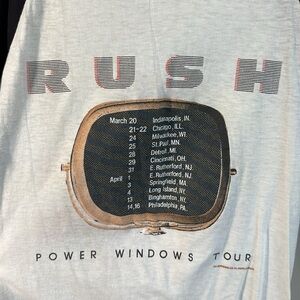 RUSH
March 20 Indianapolis, IN.
21-22 Chicago, ILL.
24 Milwaukee, WI.
25 St. Paul, MN.
28 Detroit, MI.
29 Cincinnati, OH.
31 E. Rutherford, NJ.
April 1 E. Rutherford, NJ.
3 Springfield, MA.
4 Long Island, NY.
13 Binghamton, NY.
14,16 Philadelphia, PA.
POWER WINDOWS TOUR